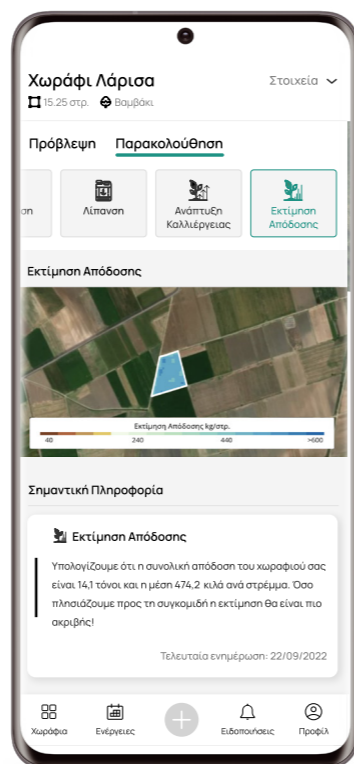 Χωράφι Λάρισα
Στοιχεία
15.25 στρ. Βαμβάκι
Πρόβλεψη Παρακολούθηση
ση
Λίπανση
Ανάπτυξη
Καλλιέργειας
Εκτίμηση
Απόδοσης
Εκτίμηση Απόδοσης
Εκτίμηση Απόδοσης kg/στρ.
40 240 440 >600
Σημαντική Πληροφορία
Εκτίμηση Απόδοσης
Υπολογίζουμε ότι η συνολική απόδοση του χωραφιού σας
είναι 14,1 τόνοι και η μέση 474,2 κιλά ανά στρέμμα. Όσο
πλησιάζουμε προς τη συγκομιδή η εκτίμηση θα είναι πιο
ακριβής!
Τελευταία ενημέρωση: 22/09/2022
Χωράφια Ενέργειες Ειδοποιήσεις Προφίλ